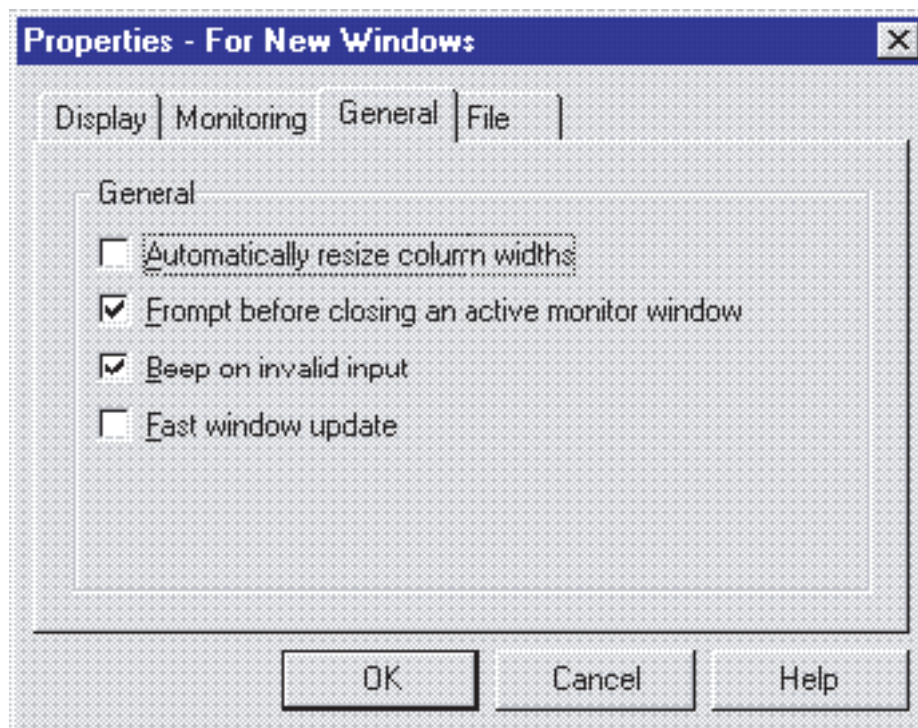 Properties - For New Windows
Display Monitoring General File
General
Automatically resize column widths
Prompt before closing an active monitor window
Beep on invalid input
Fast window update
OK Cancel Help